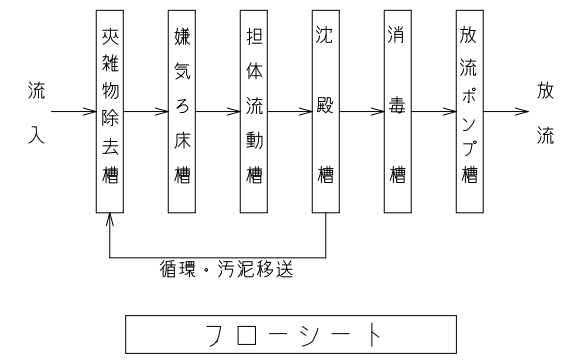 流入
夾雑物除去槽
嫌気ろ床槽
担体流動槽
沈殿槽
消毒槽
放流ポンプ槽
放流
循環・汚泥移送
フローシート